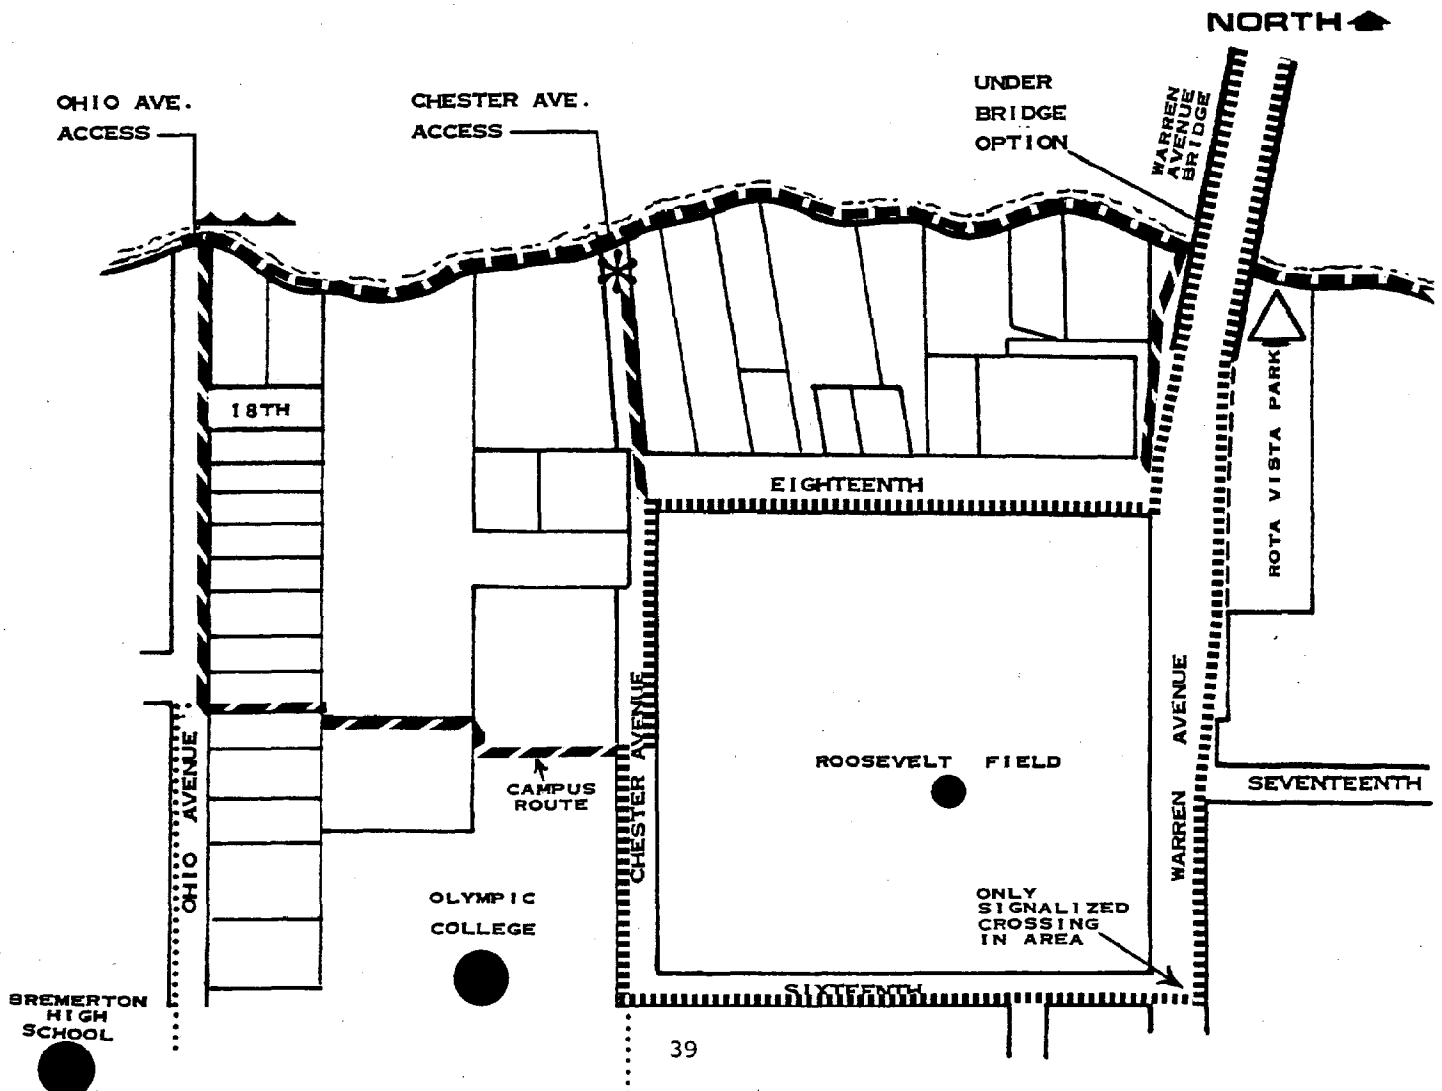 NORTH
OHIO AVE.
ACCESS
CHESTER AVE.
ACCESS
UNDER
BRIDGE
OPTION
WARREN
AVENUE
BRIDGE
18TH
EIGHTEENTH
ROTA VISTA PARK
OHIO AVENUE
CAMPUS
ROUTE
CHESTER AVENUE
ROOSEVELT FIELD
WARREN AVENUE
SEVENTEENTH
OLYMPIC
COLLEGE
ONLY
SIGNALIZED
CROSSING
IN AREA
SIXTEENTH
BREMERTON
HIGH
SCHOOL
39